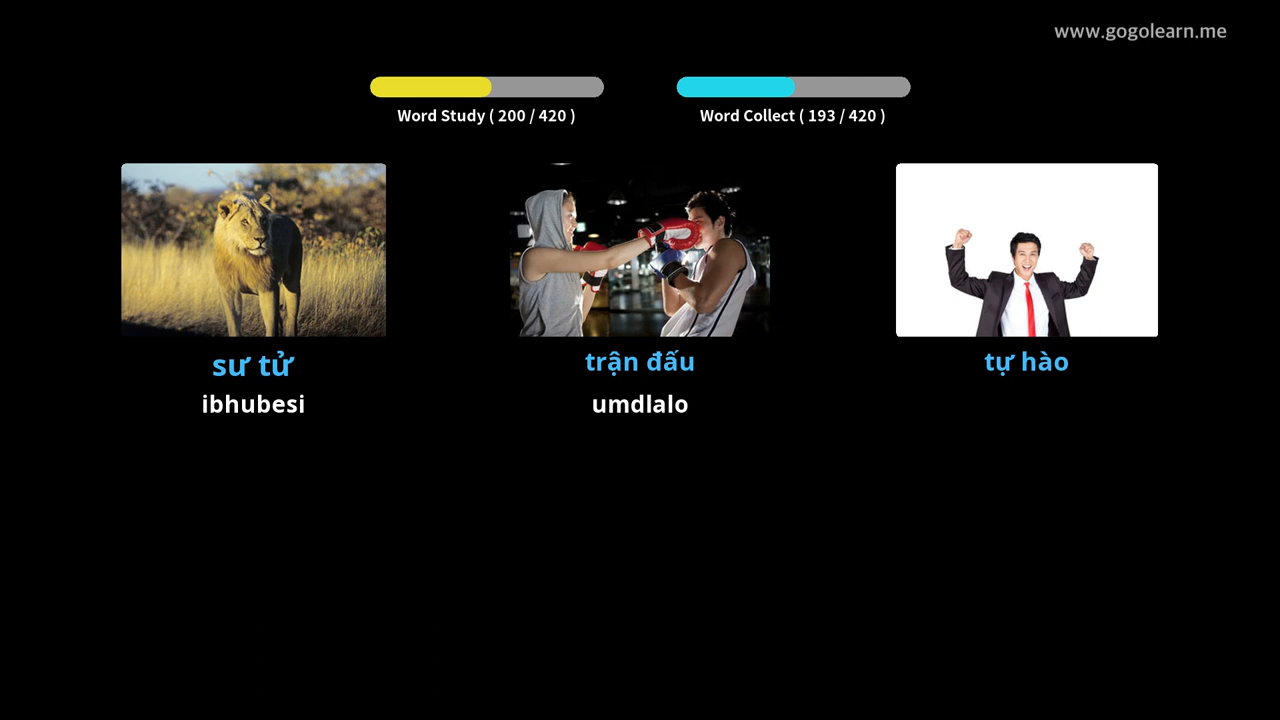 www.gogolearn.me
Word Study ( 200 / 420 )
Word Collect ( 193 / 420 )
sư tử
trận đấu
tự hào
ibhubesi
umdlalo